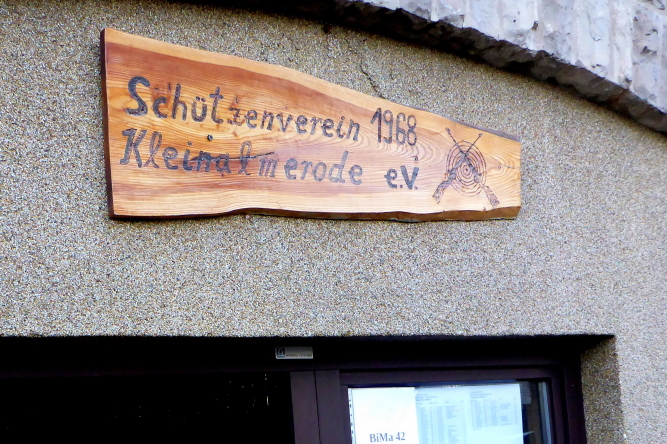 Schützenverein 1968
Kleinalmerode e.V.
BiMa 42